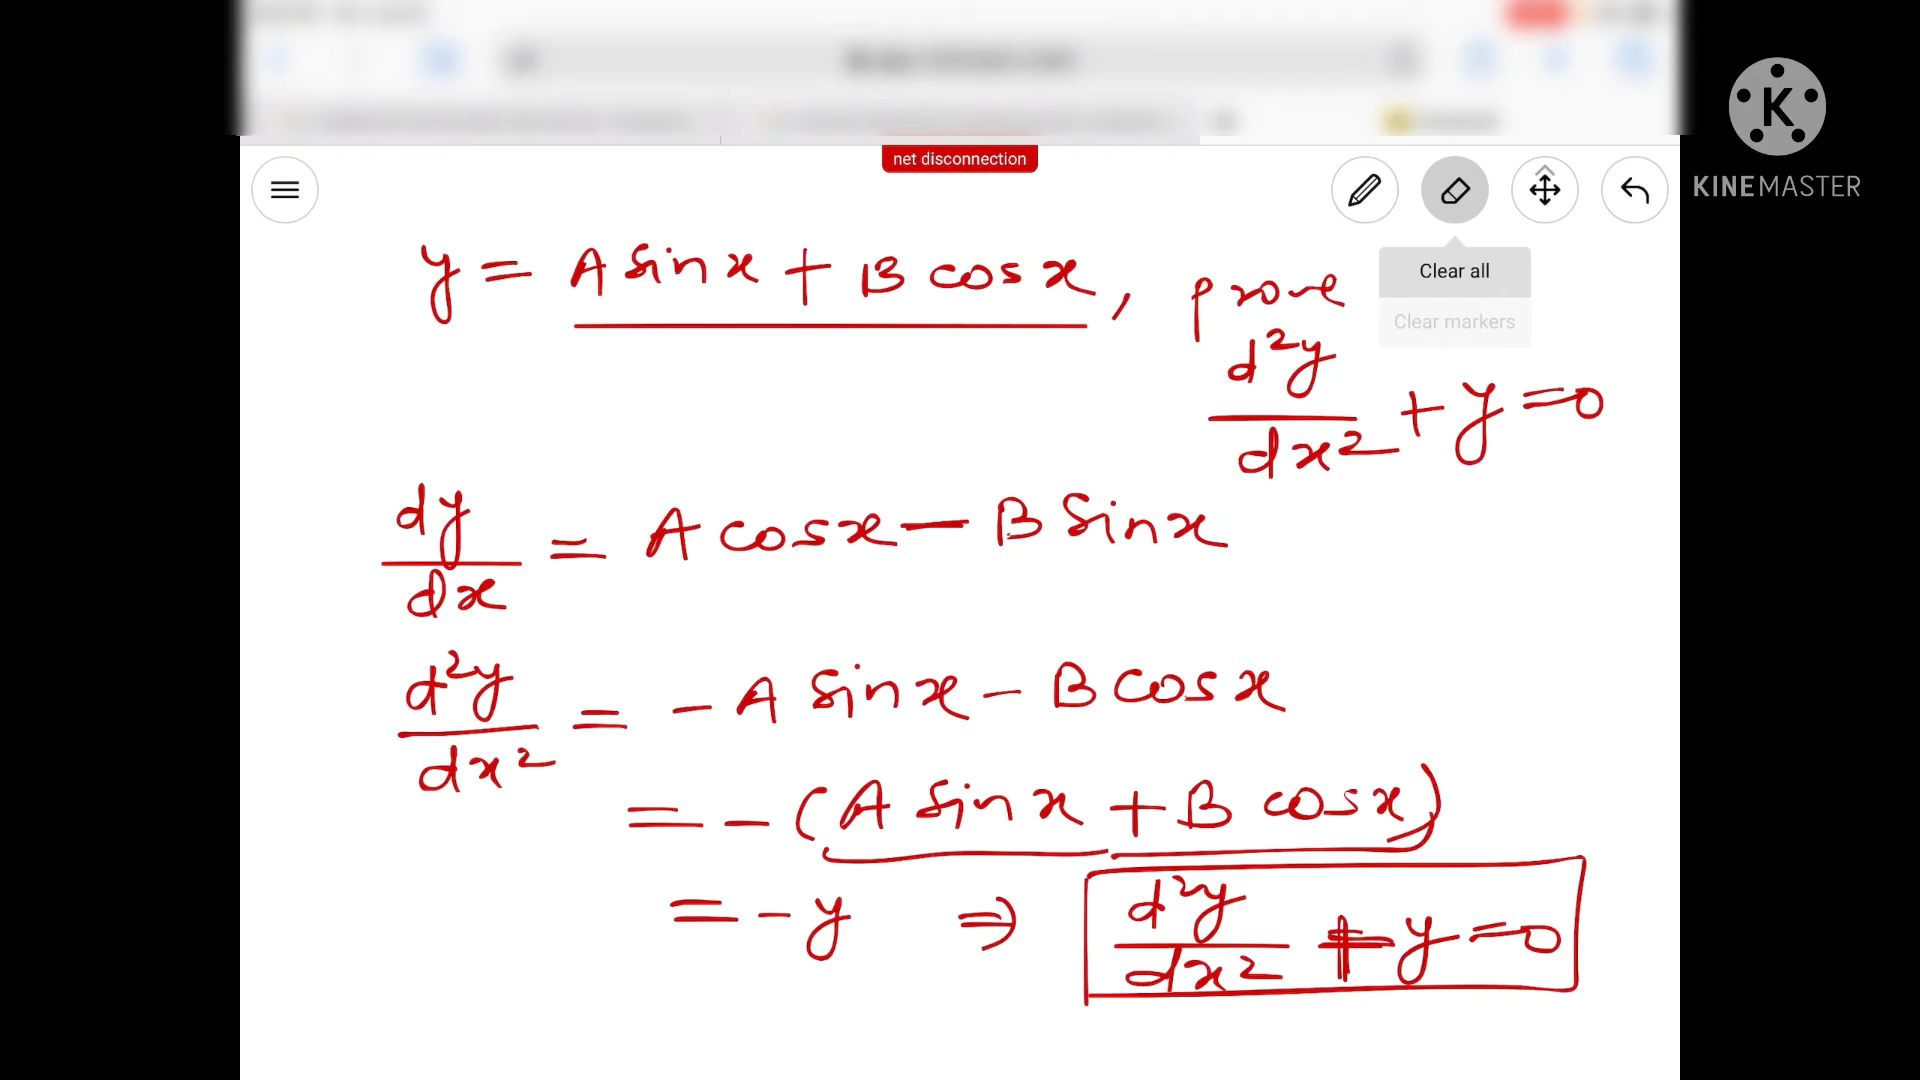 net disconnection
K
KINEMASTER
Clear all
Clear markers
y = A sin x + B cos x, prove
d²y/dx² + y = 0
dy/dx = A cos x − B sin x
d²y/dx² = − A sin x − B cos x
= − (A sin x + B cos x)
= − y ⇒ d²y/dx² + y = 0